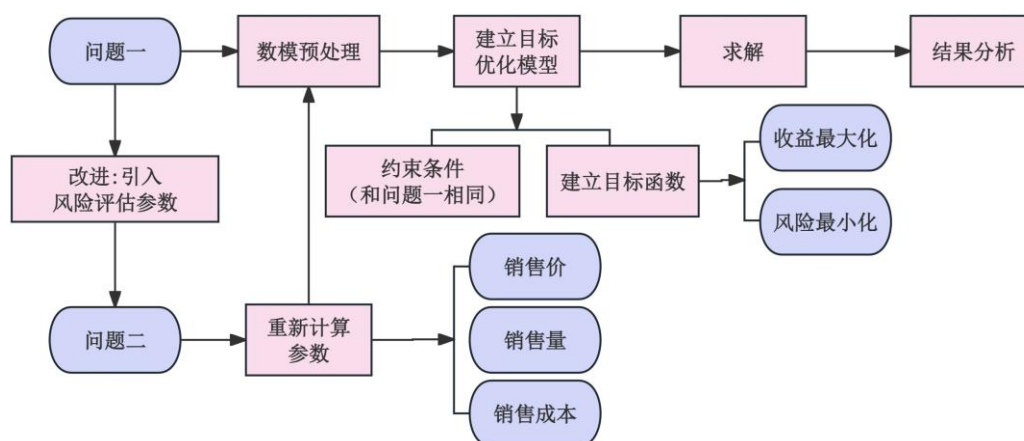 问题一
数模预处理
建立目标
优化模型
求解
结果分析
约束条件
（和问题一相同）
建立目标函数
收益最大化
风险最小化
改进:引入
风险评估参数
问题二
重新计算
参数
销售价
销售量
销售成本